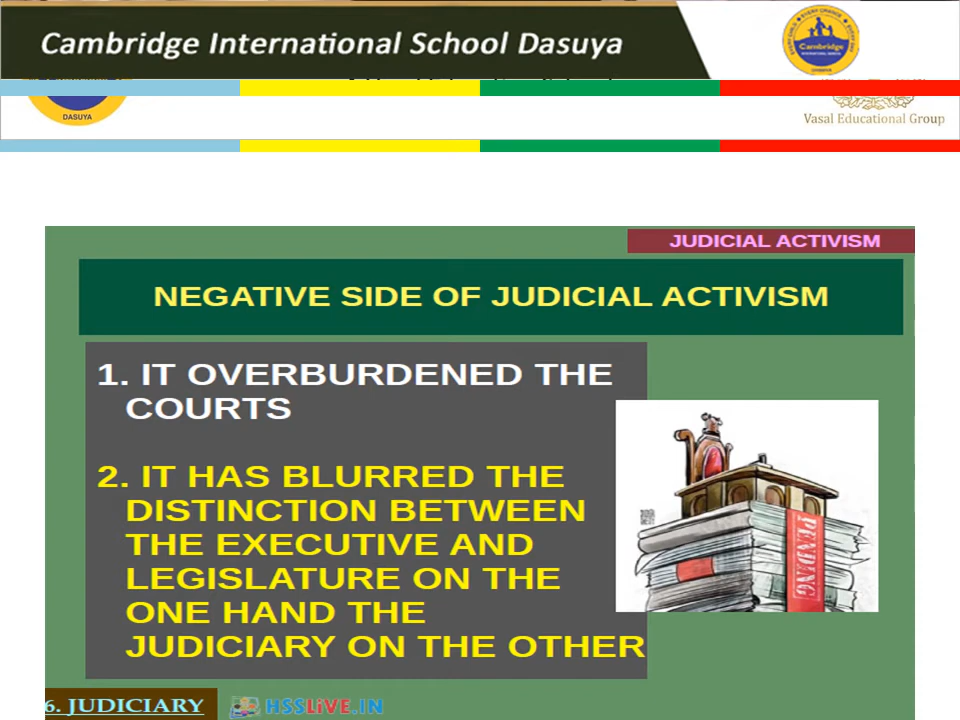 Cambridge International School Dasuya
Cambridge
DASUYA
Vasal Educational Group
JUDICIAL ACTIVISM
NEGATIVE SIDE OF JUDICIAL ACTIVISM
1. IT OVERBURDENED THE
COURTS
2. IT HAS BLURRED THE
DISTINCTION BETWEEN
THE EXECUTIVE AND
LEGISLATURE ON THE
ONE HAND THE
JUDICIARY ON THE OTHER
PENDING
6. JUDICIARY
HSSLiVE.IN